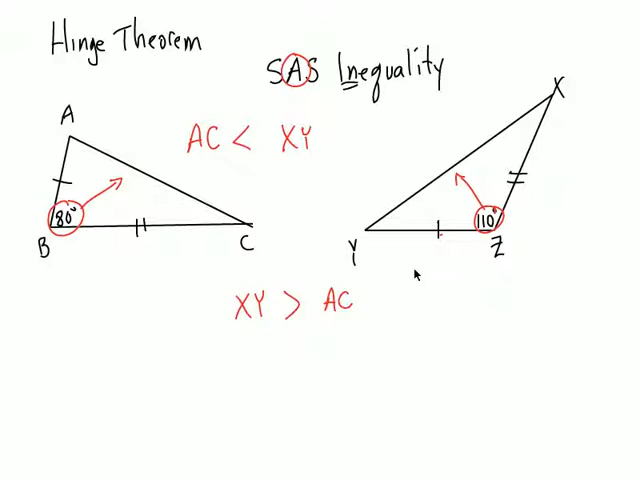 Hinge Theorem
SAS Inequality
A
X
AC < XY
80°
110°
B
C
Y
Z
XY > AC